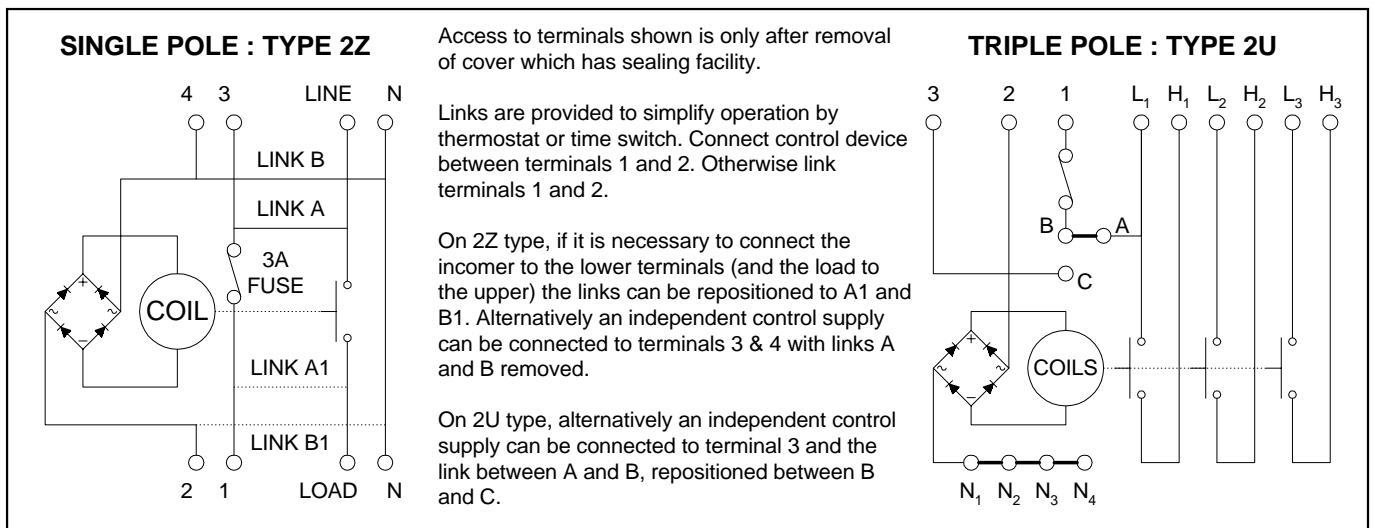 SINGLE POLE : TYPE 2Z
4 3 LINE N
LINK B
LINK A
3A
FUSE
+
~ ~
–
COIL
LINK A1
LINK B1
2 1 LOAD N
Access to terminals shown is only after removal
of cover which has sealing facility.
Links are provided to simplify operation by
thermostat or time switch. Connect control device
between terminals 1 and 2. Otherwise link
terminals 1 and 2.
On 2Z type, if it is necessary to connect the
incomer to the lower terminals (and the load to
the upper) the links can be repositioned to A1 and
B1. Alternatively an independent control supply
can be connected to terminals 3 & 4 with links A
and B removed.
On 2U type, alternatively an independent control
supply can be connected to terminal 3 and the
link between A and B, repositioned between B
and C.
TRIPLE POLE : TYPE 2U
3 2 1 L₁ H₁ L₂ H₂ L₃ H₃
B A
C
+
~ ~
–
COILS
N₁ N₂ N₃ N₄